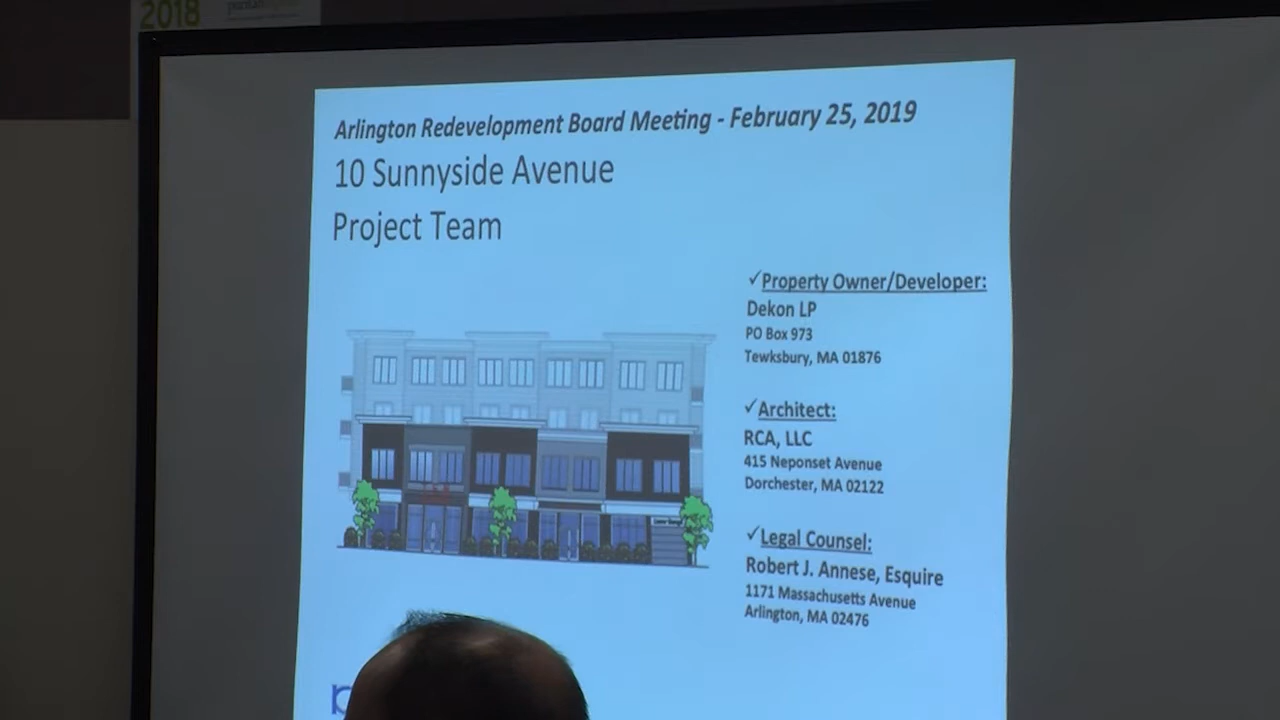 2018
Arlington Redevelopment Board Meeting - February 25, 2019
10 Sunnyside Avenue
Project Team
✓Property Owner/Developer:
Dekon LP
PO Box 973
Tewksbury, MA 01876
✓Architect:
RCA, LLC
415 Neponset Avenue
Dorchester, MA 02122
✓Legal Counsel:
Robert J. Annese, Esquire
1171 Massachusetts Avenue
Arlington, MA 02476